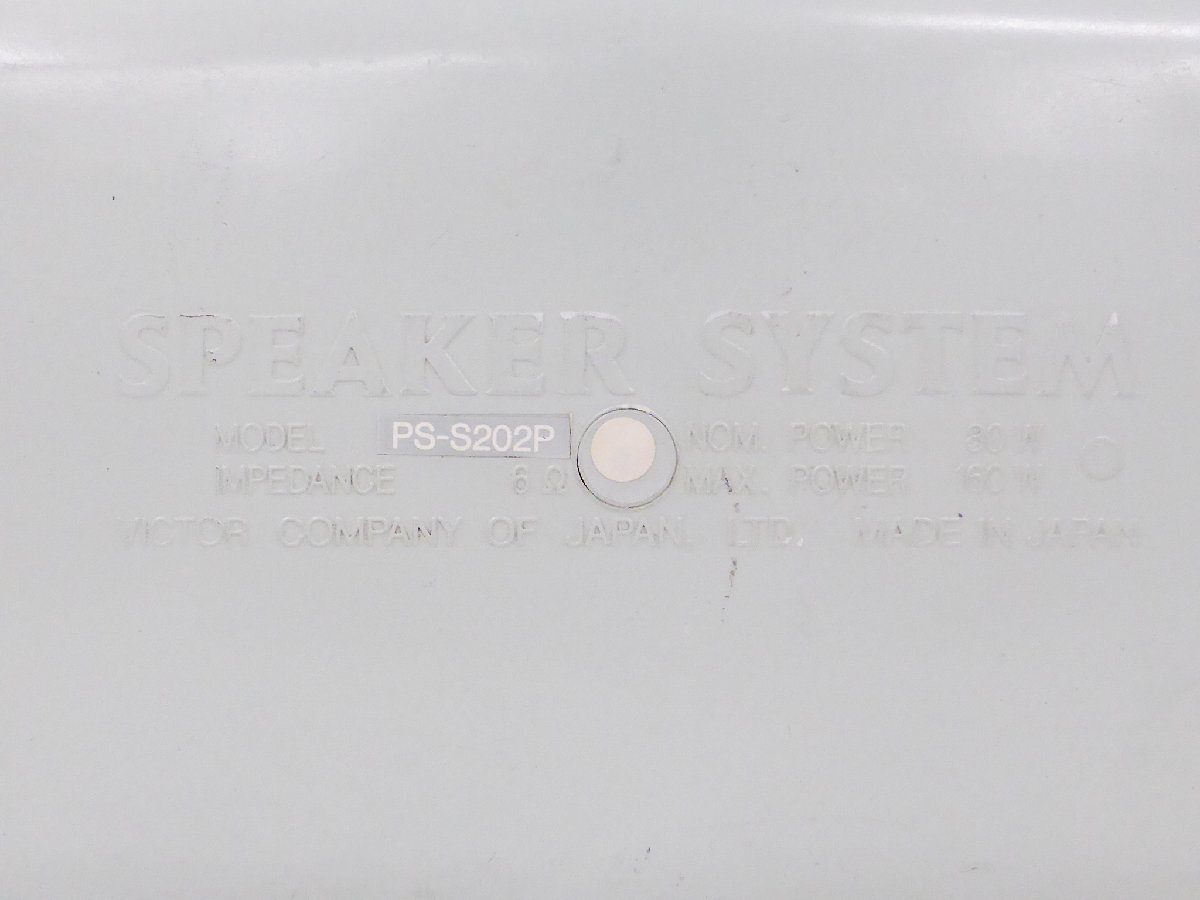 SPEAKER SYSTEM
MODEL PS-S202P NOM. POWER 80 W
IMPEDANCE 6 Ω MAX. POWER 160 W
VICTOR COMPANY OF JAPAN, LTD. MADE IN JAPAN